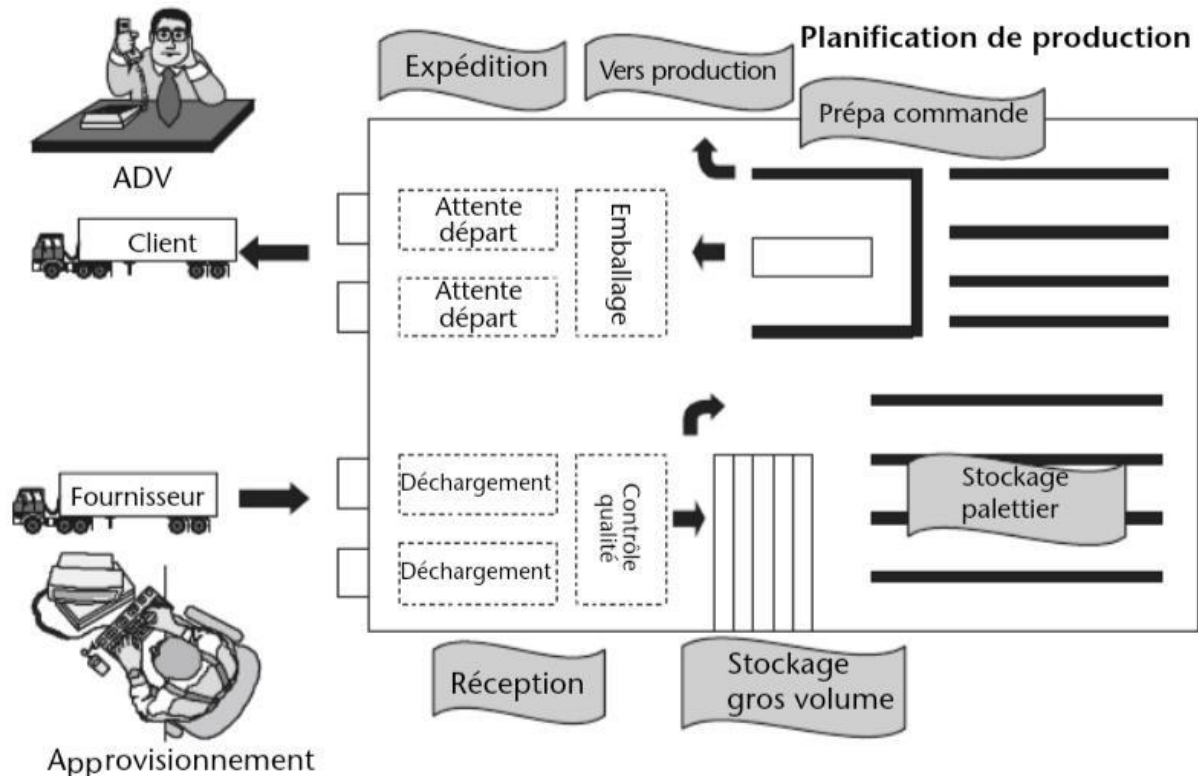 Planification de production
Expédition
Vers production
Prépa commande
ADV
Client
Attente
départ
Emballage
Attente
départ
Fournisseur
Déchargement
Contrôle
qualité
Déchargement
Stockage
palettier
Réception
Stockage
gros volume
Approvisionnement